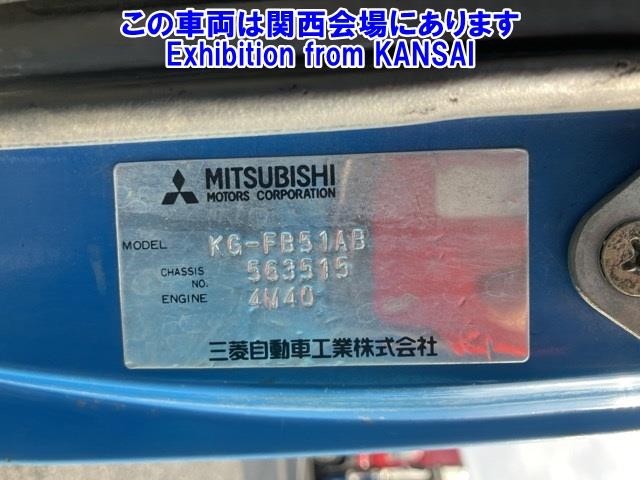 この車両は関西会場にあります
Exhibition from KANSAI
MITSUBISHI
MOTORS CORPORATION
MODEL KG-FB51AB
CHASSIS NO. 563515
ENGINE 4M40
三菱自動車工業株式会社